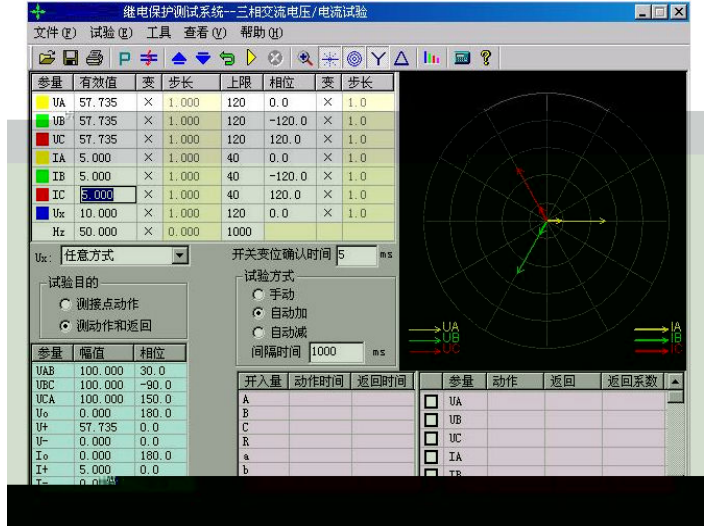 继电保护测试系统--三相交流电压/电流试验
文件(F) 试验(E) 工具 查看(V) 帮助(H)
参量 有效值 变 步长 上限 相位 变 步长
UA 57.735 × 1.000 120 0.0 × 1.0
UB 57.735 × 1.000 120 -120.0 × 1.0
UC 57.735 × 1.000 120 120.0 × 1.0
IA 5.000 × 1.000 40 0.0 × 1.0
IB 5.000 × 1.000 40 -120.0 × 1.0
IC 5.000 × 1.000 40 120.0 × 1.0
Ux 10.000 × 1.000 120 0.0 × 1.0
Hz 50.000 × 0.000 1000
Ux: 任意方式 开关变位确认时间 5 ms
试验目的
测接点动作
测动作和返回
试验方式
手动
自动加
自动减
间隔时间 1000 ms
UA
UB
UC
IA
IB
IC
参量 幅值 相位
UAB 100.000 30.0
UBC 100.000 -90.0
UCA 100.000 150.0
Uo 0.000 180.0
U+ 57.735 0.0
U- 0.000 0.0
Io 0.000 180.0
I+ 5.000 0.0
I-
开入量 动作时间 返回时间
A
B
C
R
a
b
参量 动作 返回 返回系数
UA
UB
UC
IA
IB